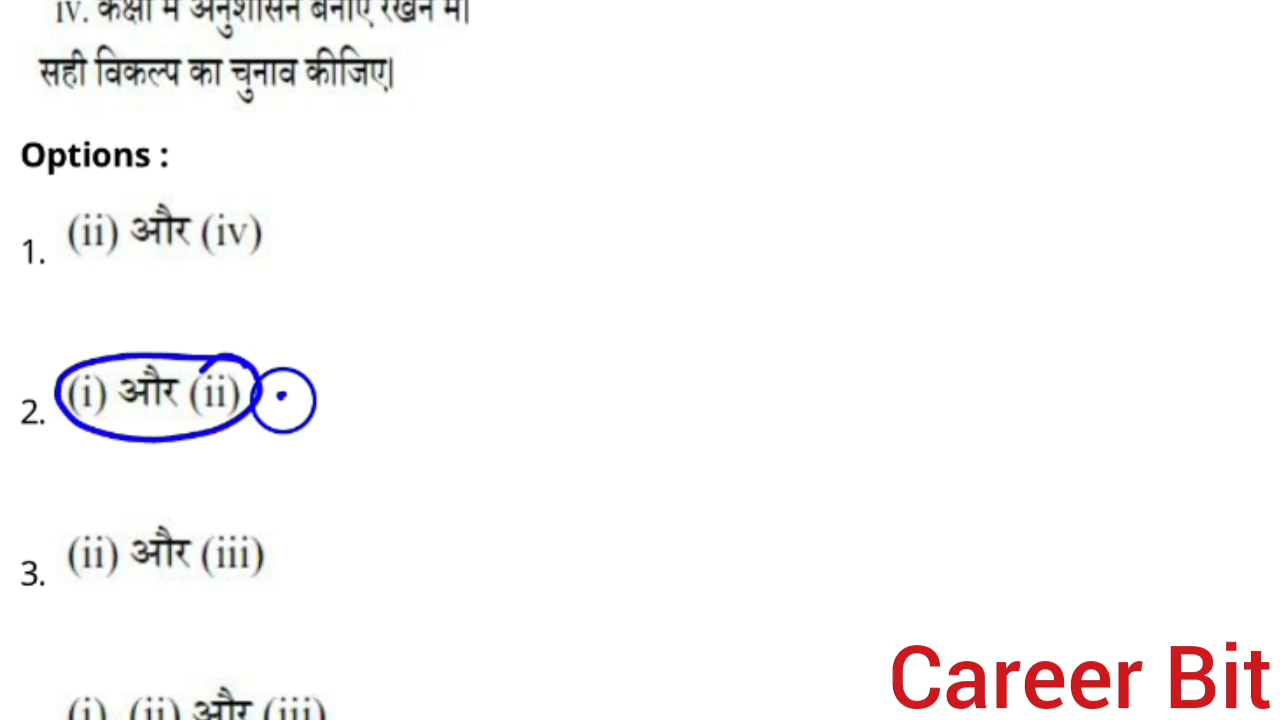 iv. कक्षा में अनुशासन बनाए रखने में।
सही विकल्प का चुनाव कीजिए।
Options :
1. (ii) और (iv)
2. (i) और (ii)
3. (ii) और (iii)
(i), (ii) और (iii)
Career Bit